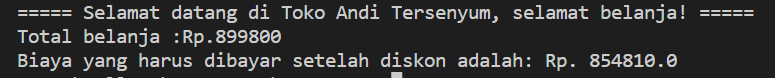 ===== Selamat datang di Toko Andi Tersenyum, selamat belanja! =====
Total belanja :Rp.899800
Biaya yang harus dibayar setelah diskon adalah: Rp. 854810.0